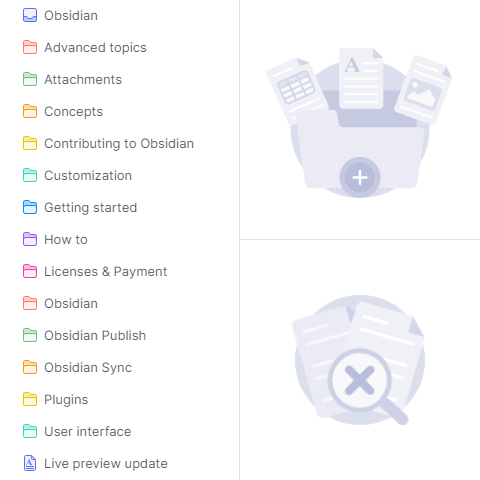 Obsidian
Advanced topics
Attachments
Concepts
Contributing to Obsidian
Customization
Getting started
How to
Licenses & Payment
Obsidian
Obsidian Publish
Obsidian Sync
Plugins
User interface
Live preview update
A